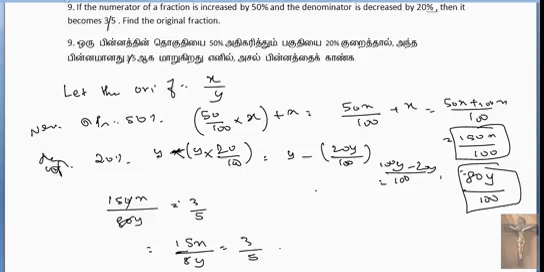 9. If the numerator of a fraction is increased by 50% and the denominator is decreased by 20% , then it
becomes 3/5 . Find the original fraction.
9. ஒரு பின்னத்தின் தொகுதியை 50% அதிகரித்தும் பகுதியை 20% குறைத்தால், அந்த
பின்னமானது 3/5 ஆக மாறுகிறது எனில், அசல் பின்னத்தைக் காண்க.
Let the ori f: x/y
50%. (50/100 × x) + x = 50x/100 + x = 50x+100x/100
= 150x/100
20%. y - (y × 20/100) = y - (20y/100)
= 100y-20y/100 80y/100
150x/80y = 3/5
= 15x/8y = 3/5